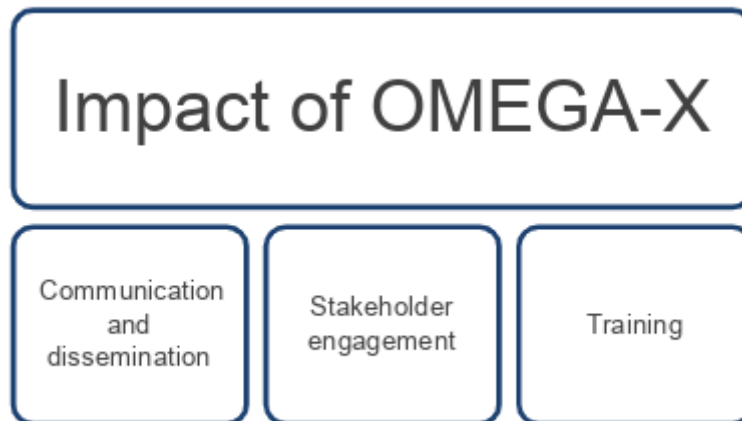 Impact of OMEGA-X
Communication
and
dissemination
Stakeholder
engagement
Training